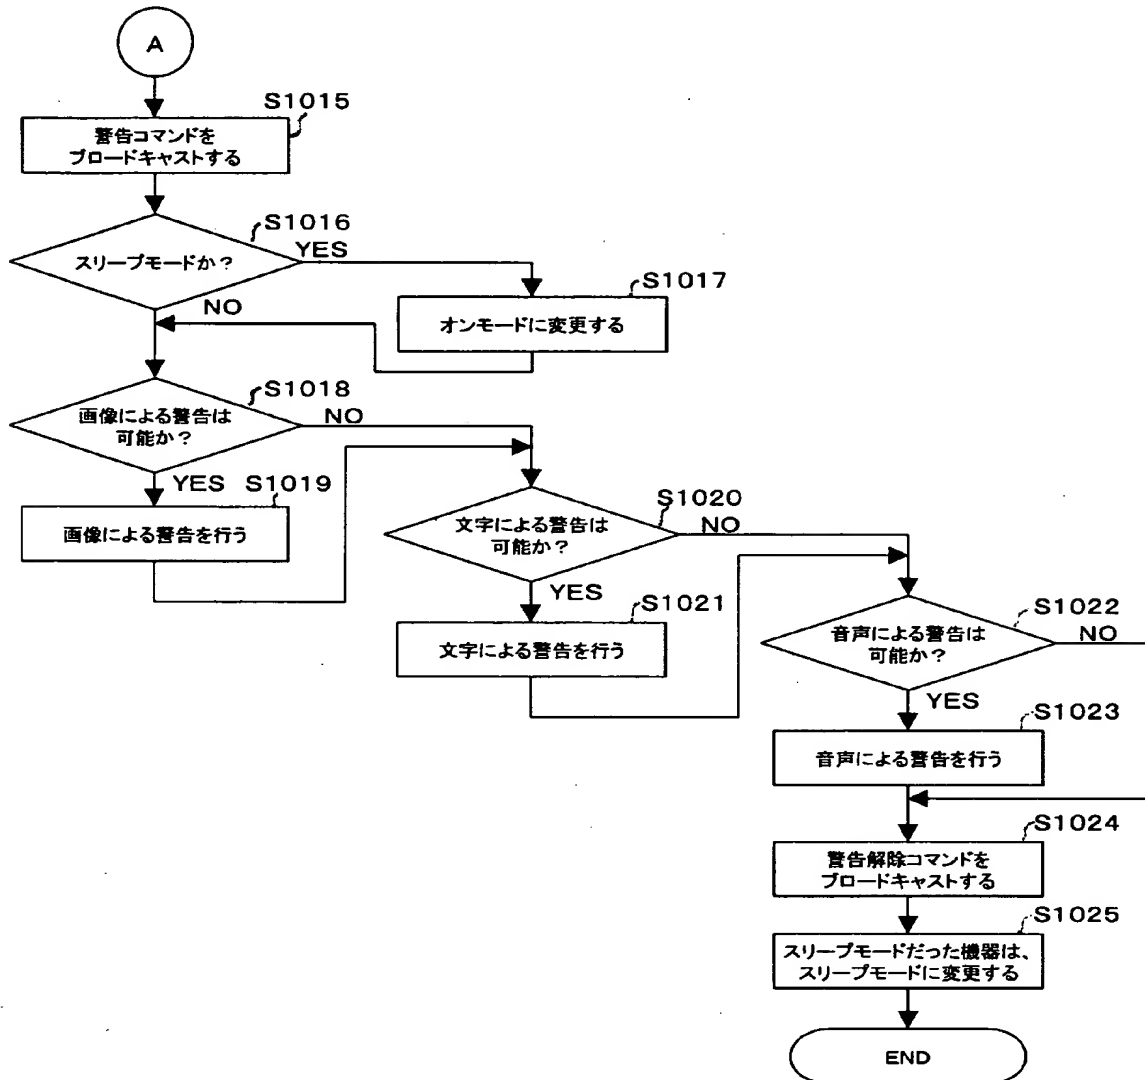 A
S1015
警告コマンドを
ブロードキャストする
S1016
スリープモードか?
YES
NO
S1017
オンモードに変更する
S1018
画像による警告は
可能か?
NO
YES
S1019
画像による警告を行う
S1020
文字による警告は
可能か?
NO
YES
S1021
文字による警告を行う
S1022
音声による警告は
可能か?
NO
YES
S1023
音声による警告を行う
S1024
警告解除コマンドを
ブロードキャストする
S1025
スリープモードだった機器は、
スリープモードに変更する
END